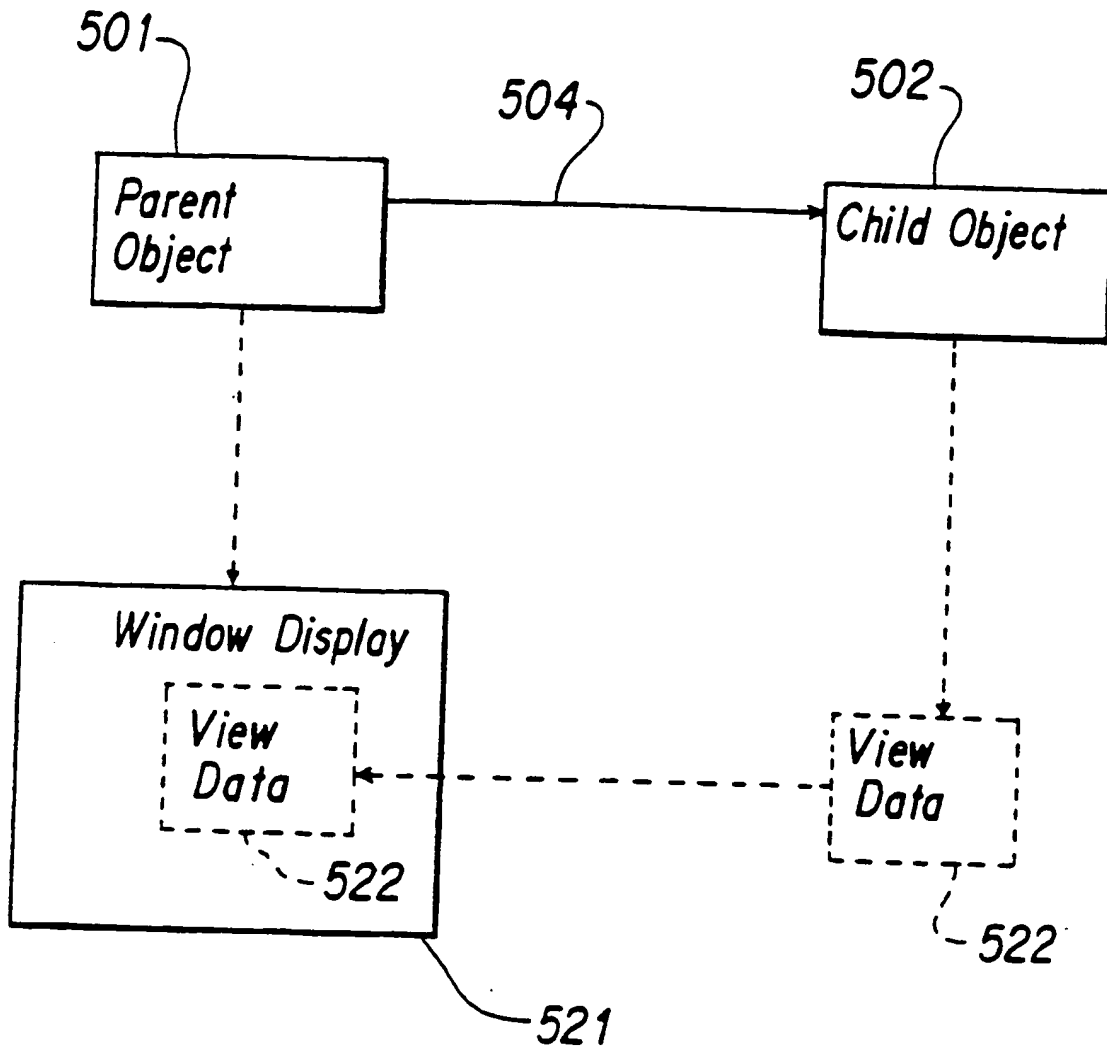 501
504
502
Parent
Object
Child Object
Window Display
View
Data
522
View
Data
522
521